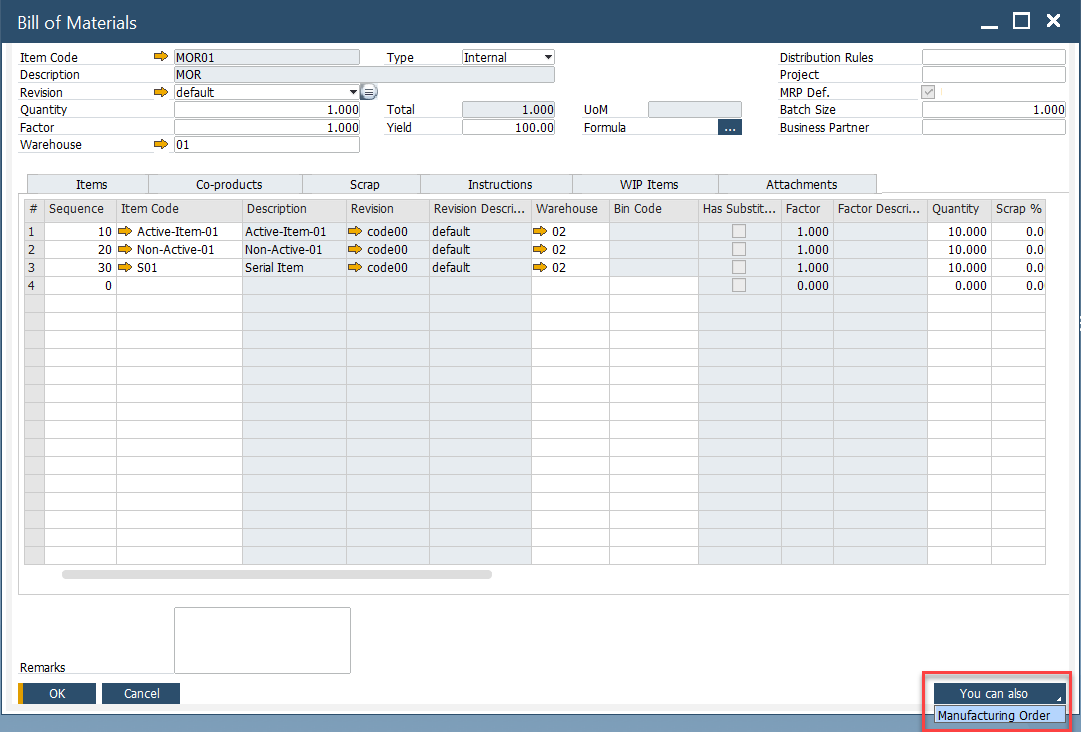 Bill of Materials
Item Code MOR01 Type Internal Distribution Rules
Description MOR Project
Revision default MRP Def.
Quantity 1.000 Total 1.000 UoM Batch Size 1.000
Factor 1.000 Yield 100.00 Formula ... Business Partner
Warehouse 01
Items Co-products Scrap Instructions WIP Items Attachments
# Sequence Item Code Description Revision Revision Descri... Warehouse Bin Code Has Substit... Factor Factor Descri... Quantity Scrap %
1 10 Active-Item-01 Active-Item-01 code00 default 02 1.000 10.000 0.0
2 20 Non-Active-01 Non-Active-01 code00 default 02 1.000 10.000 0.0
3 30 S01 Serial Item code00 default 02 1.000 10.000 0.0
4 0 0.000 0.000 0.0
Remarks
OK Cancel You can also
Manufacturing Order